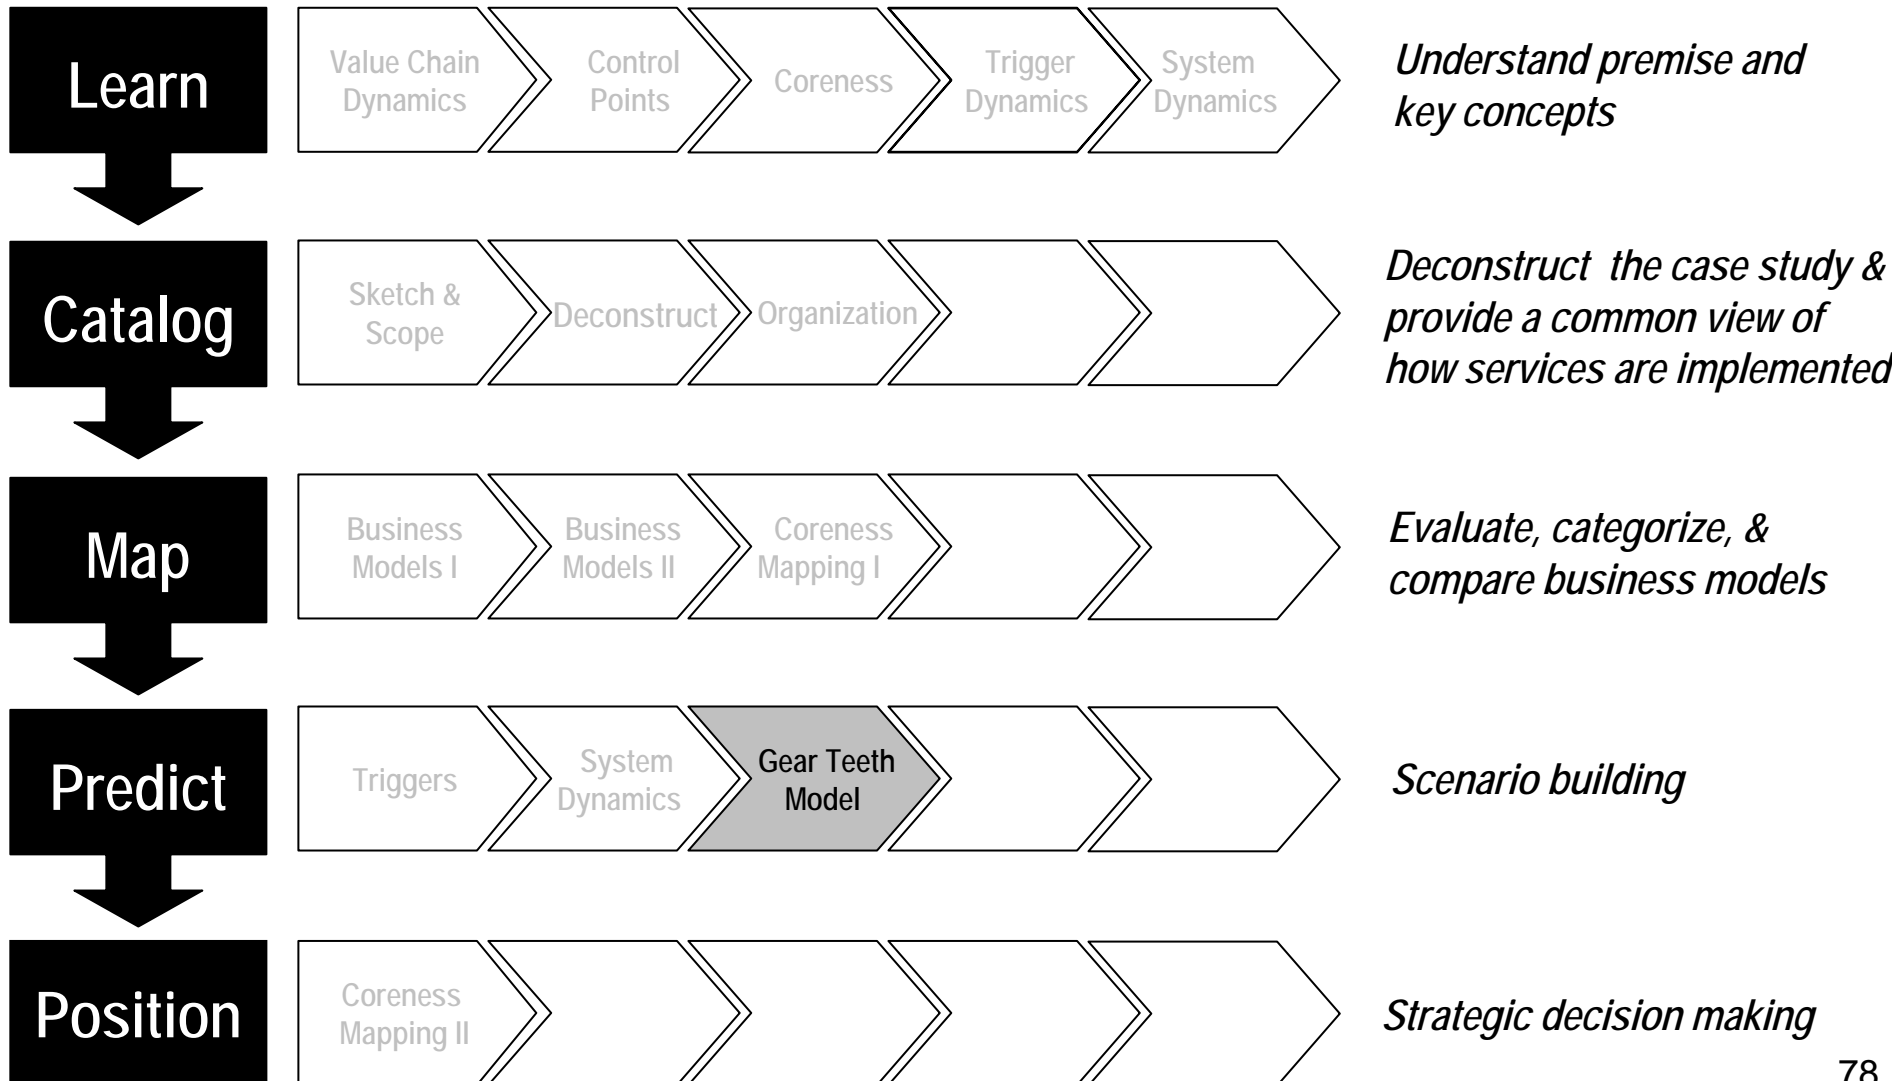 Learn
Value Chain
Dynamics
Control
Points
Coreness
Trigger
Dynamics
System
Dynamics
Understand premise and
key concepts
Catalog
Sketch &
Scope
Deconstruct
Organization
Deconstruct the case study &
provide a common view of
how services are implemented
Map
Business
Models I
Business
Models II
Coreness
Mapping I
Evaluate, categorize, &
compare business models
Predict
Triggers
System
Dynamics
Gear Teeth
Model
Scenario building
Position
Coreness
Mapping II
Strategic decision making
78